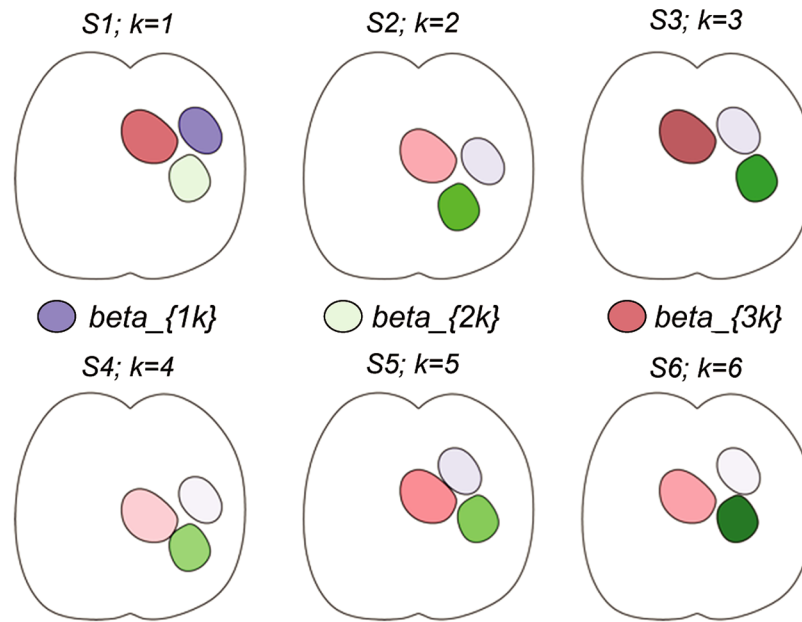 S1; k=1
S2; k=2
S3; k=3
beta_{1k}
beta_{2k}
beta_{3k}
S4; k=4
S5; k=5
S6; k=6